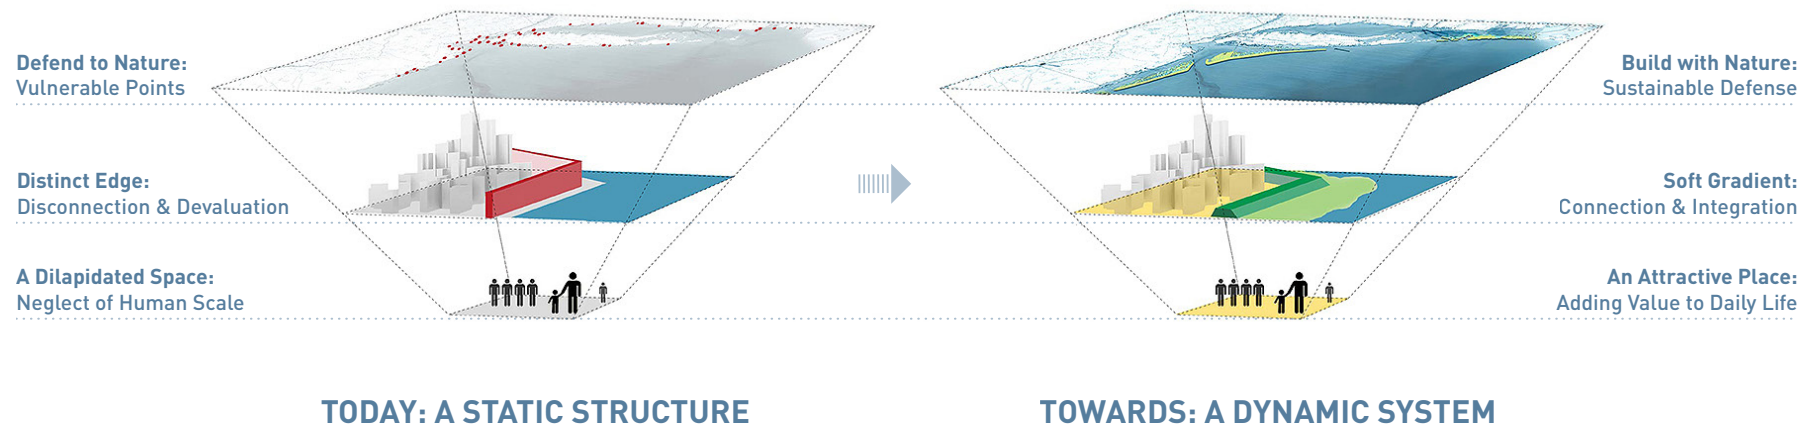 Defend to Nature:
Vulnerable Points
Build with Nature:
Sustainable Defense
Distinct Edge:
Disconnection & Devaluation
Soft Gradient:
Connection & Integration
A Dilapidated Space:
Neglect of Human Scale
An Attractive Place:
Adding Value to Daily Life
TODAY: A STATIC STRUCTURE
TOWARDS: A DYNAMIC SYSTEM